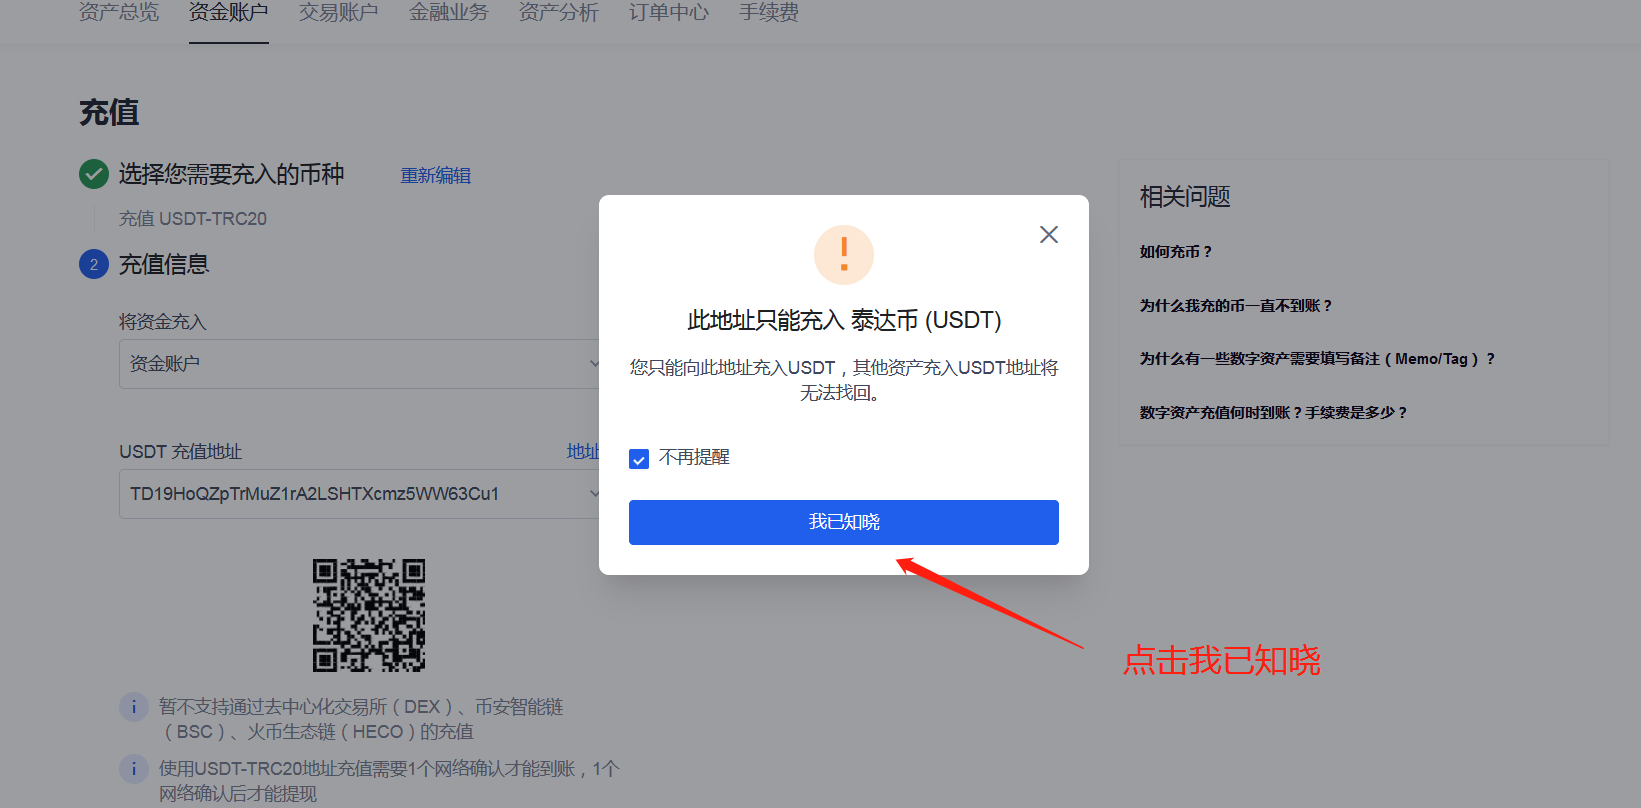 资产总览 资金账户 交易账户 金融业务 资产分析 订单中心 手续费
充值
选择您需要充入的币种 重新编辑
充值 USDT-TRC20
2 充值信息
将资金充入
资金账户
USDT 充值地址 地址
TD19HoQZpTrMuZ1rA2LSHTXcmz5WW63Cu1
暂不支持通过去中心化交易所（DEX）、币安智能链
（BSC）、火币生态链（HECO）的充值
使用USDT-TRC20地址充值需要1个网络确认才能到账，1个
网络确认后才能提现
此地址只能充入 泰达币 (USDT)
您只能向此地址充入USDT，其他资产充入USDT地址将
无法找回。
不再提醒
我已知晓
点击我已知晓
相关问题
如何充币？
为什么我充的币一直不到账？
为什么有一些数字资产需要填写备注（Memo/Tag）？
数字资产充值何时到账？手续费是多少？